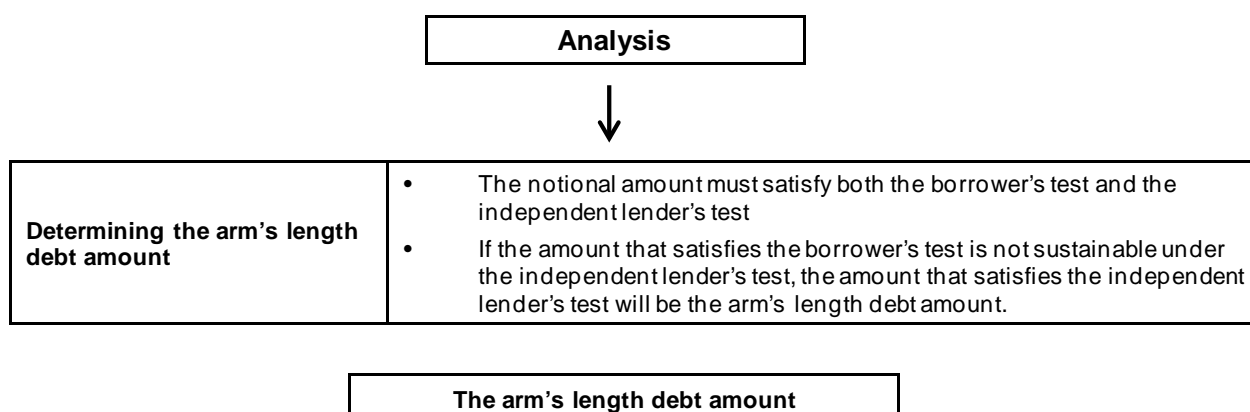 Analysis
Determining the arm's length
debt amount
• The notional amount must satisfy both the borrower's test and the
independent lender's test
• If the amount that satisfies the borrower's test is not sustainable under
the independent lender's test, the amount that satisfies the independent
lender's test will be the arm's length debt amount.
The arm's length debt amount